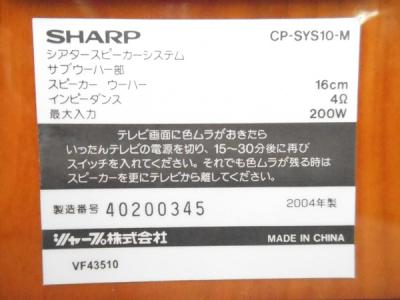 SHARP CP-SYS10-M
シアタースピーカーシステム
サブウーハー部
スピーカー ウーハー 16cm
インピーダンス 4Ω
最大入力 200W
テレビ画面に色ムラがおきたら
いったんテレビの電源を切り、15～30分後に再び
スイッチを入れてください。それでも色ムラが残る時は
スピーカーを更にテレビから離してください。
製造番号 40200345 2004年製
シャープ株式会社 MADE IN CHINA
VF43510